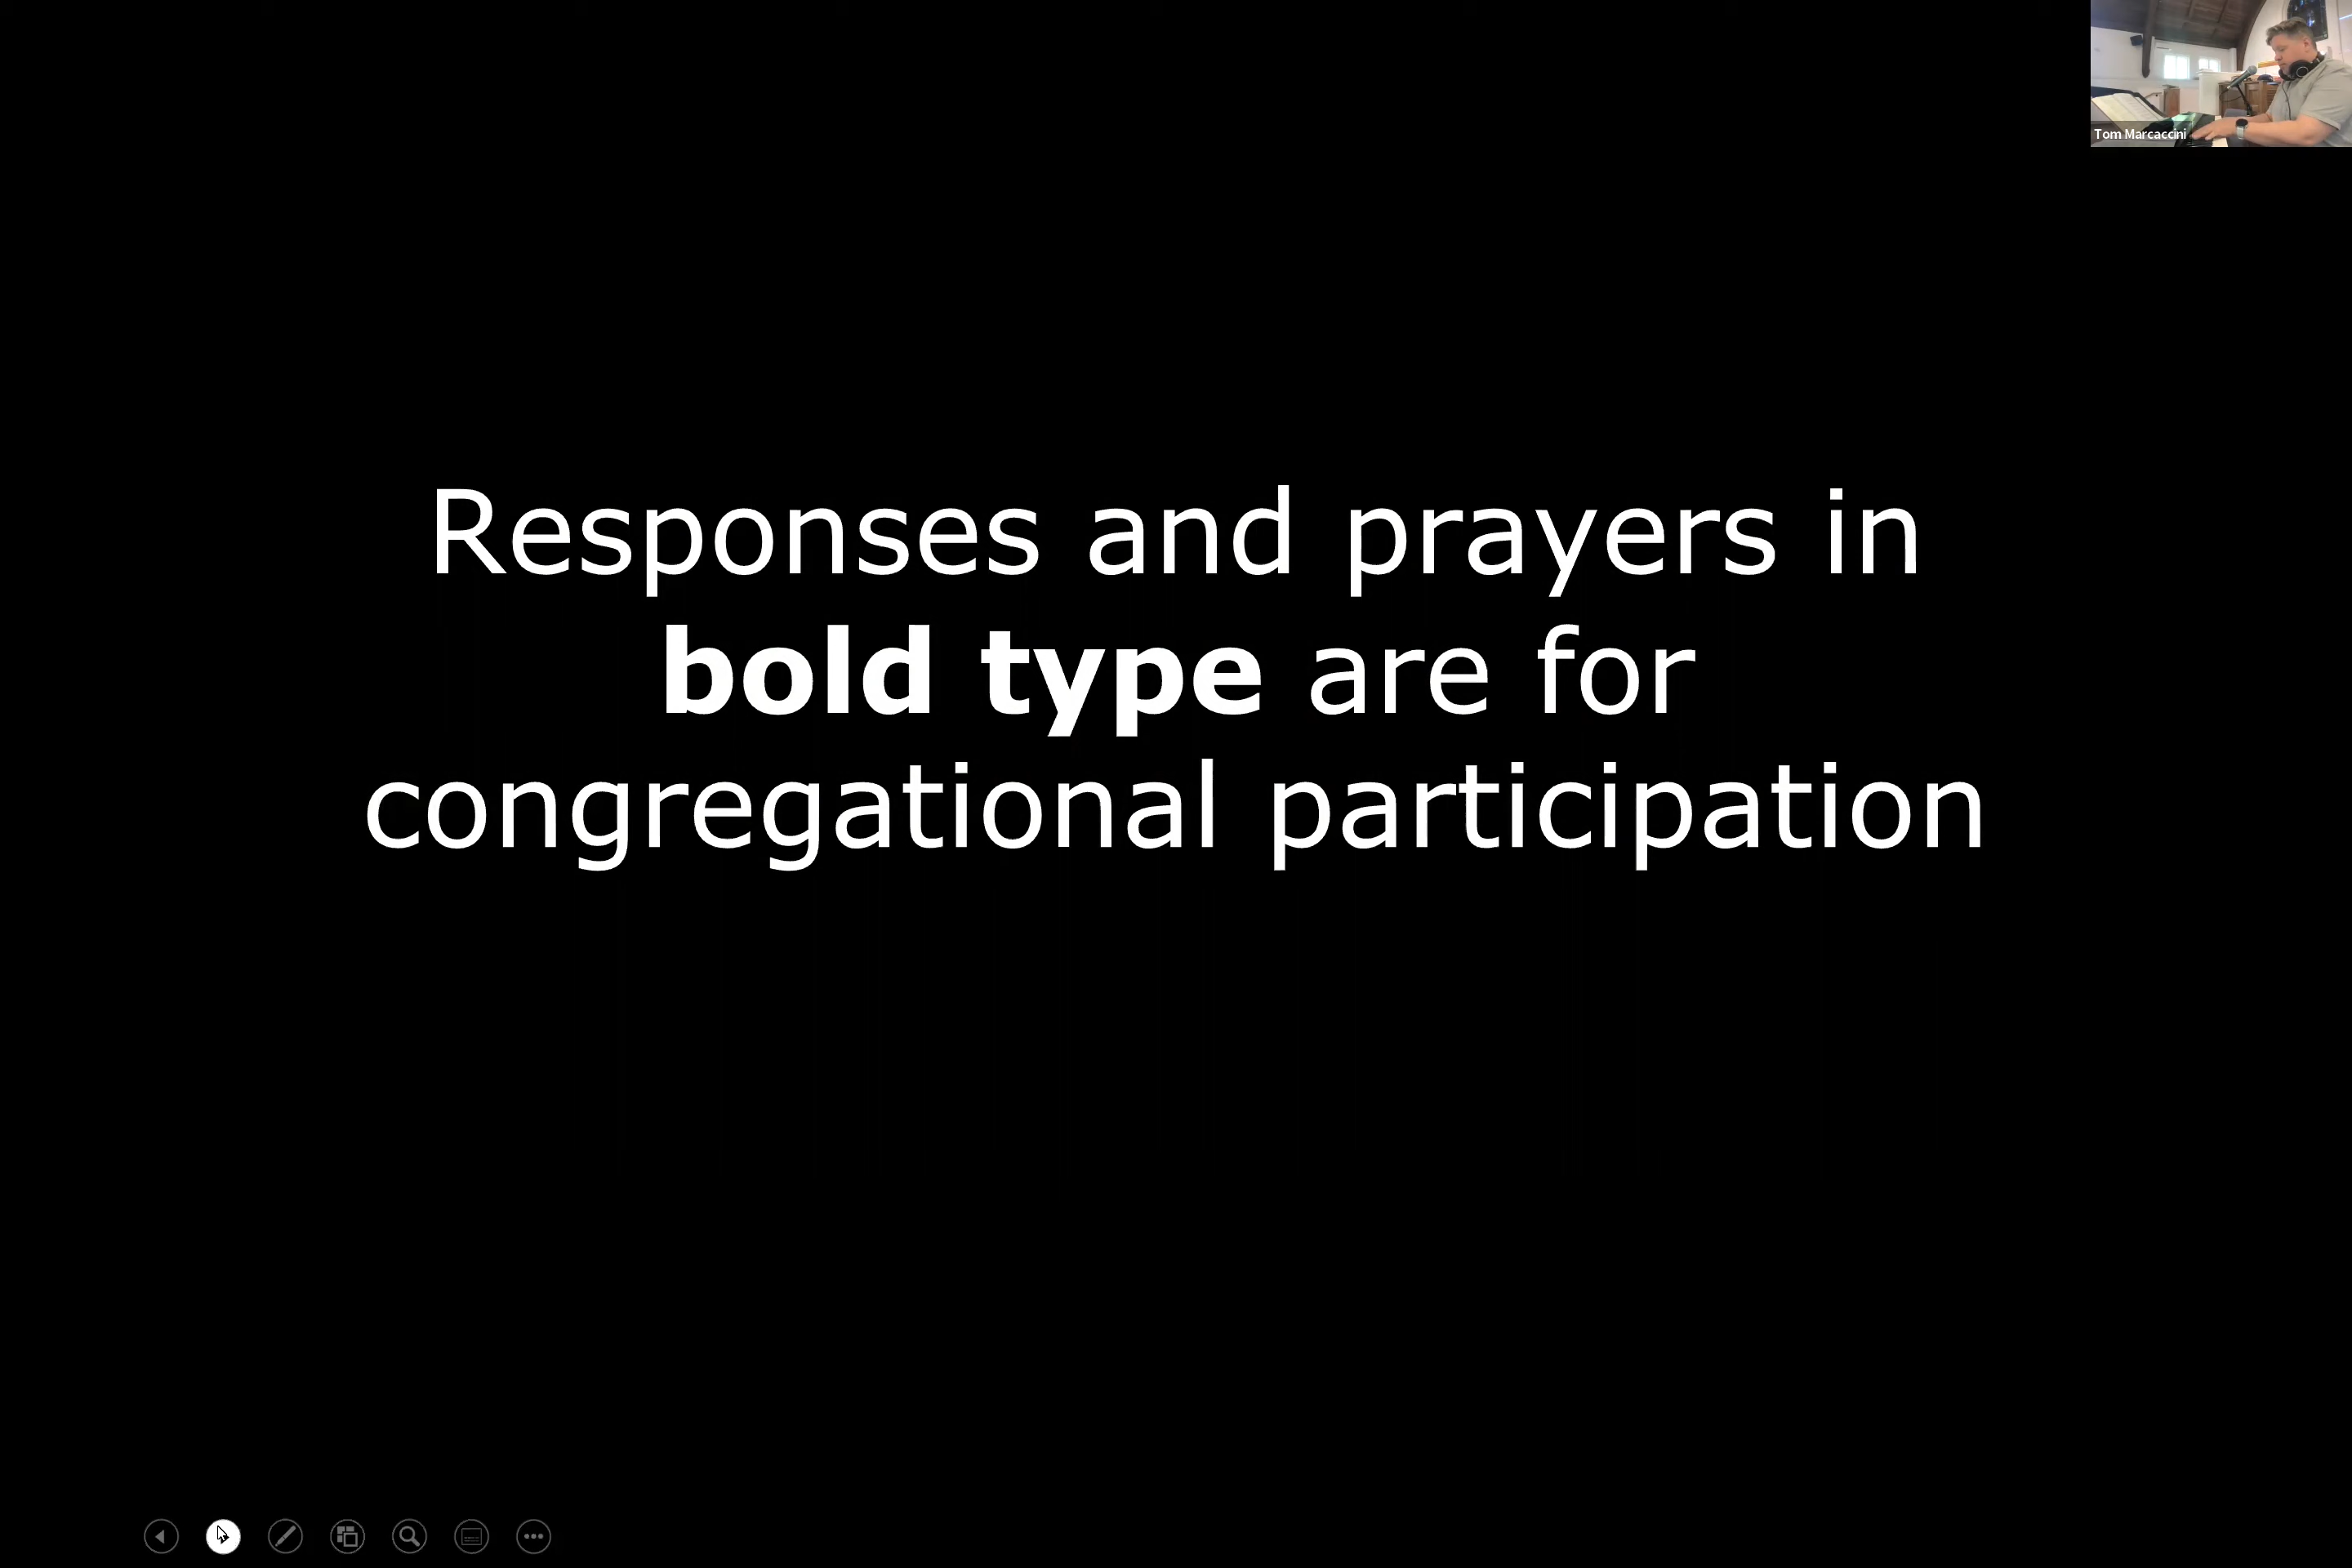 Tom Marcaccini
Responses and prayers in
bold type are for
congregational participation